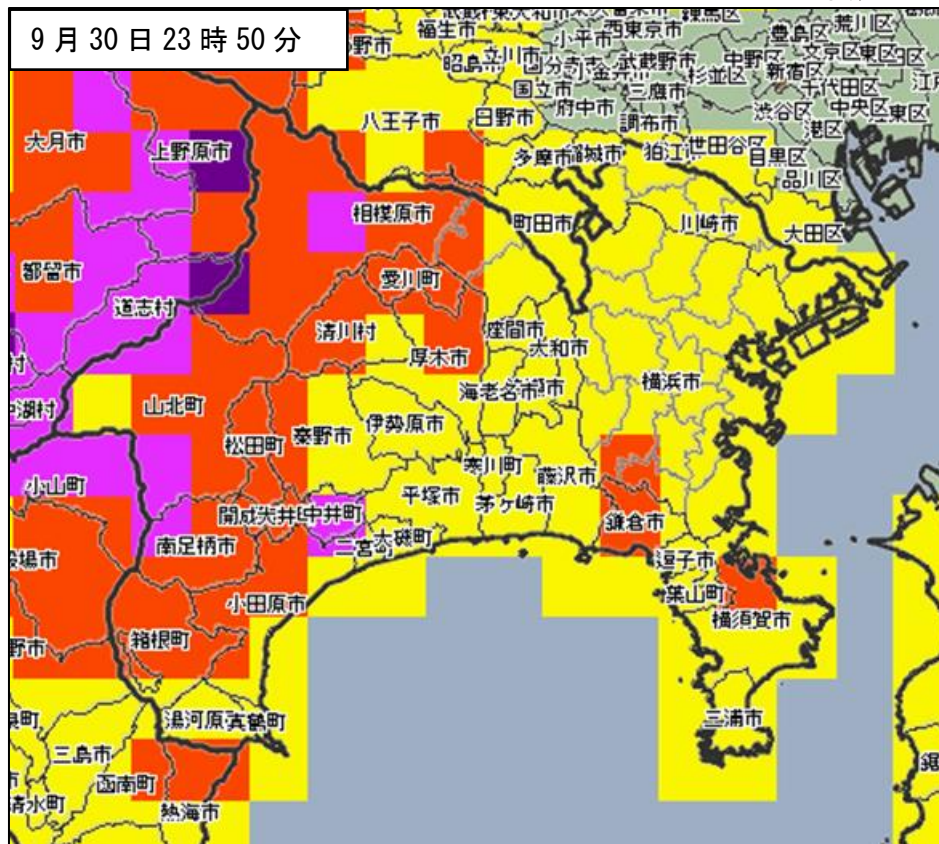 9月30日23時50分
福生市
小平市
西東京市
練馬区
豊島区
荒川区
昭島市
立川市
武蔵野市
中野区
文京区
杉並区
新宿区
千代田区
国立市
三鷹市
八王子市
日野市
府中市
渋谷区
中央区
江東区
調布市
港区
大月市
上野原市
多摩市
稲城市
狛江市
世田谷区
目黒区
品川区
相模原市
町田市
川崎市
大田区
都留市
愛川町
道志村
清川村
座間市
厚木市
大和市
海老名市
横浜市
山北町
松田町
秦野市
伊勢原市
寒川町
藤沢市
小山町
平塚市
茅ヶ崎市
中井町
鎌倉市
南足柄市
大磯町
二宮町
逗子市
葉山町
小田原市
横須賀市
箱根町
真鶴町
三浦市
三島市
函南町
清水町
熱海市